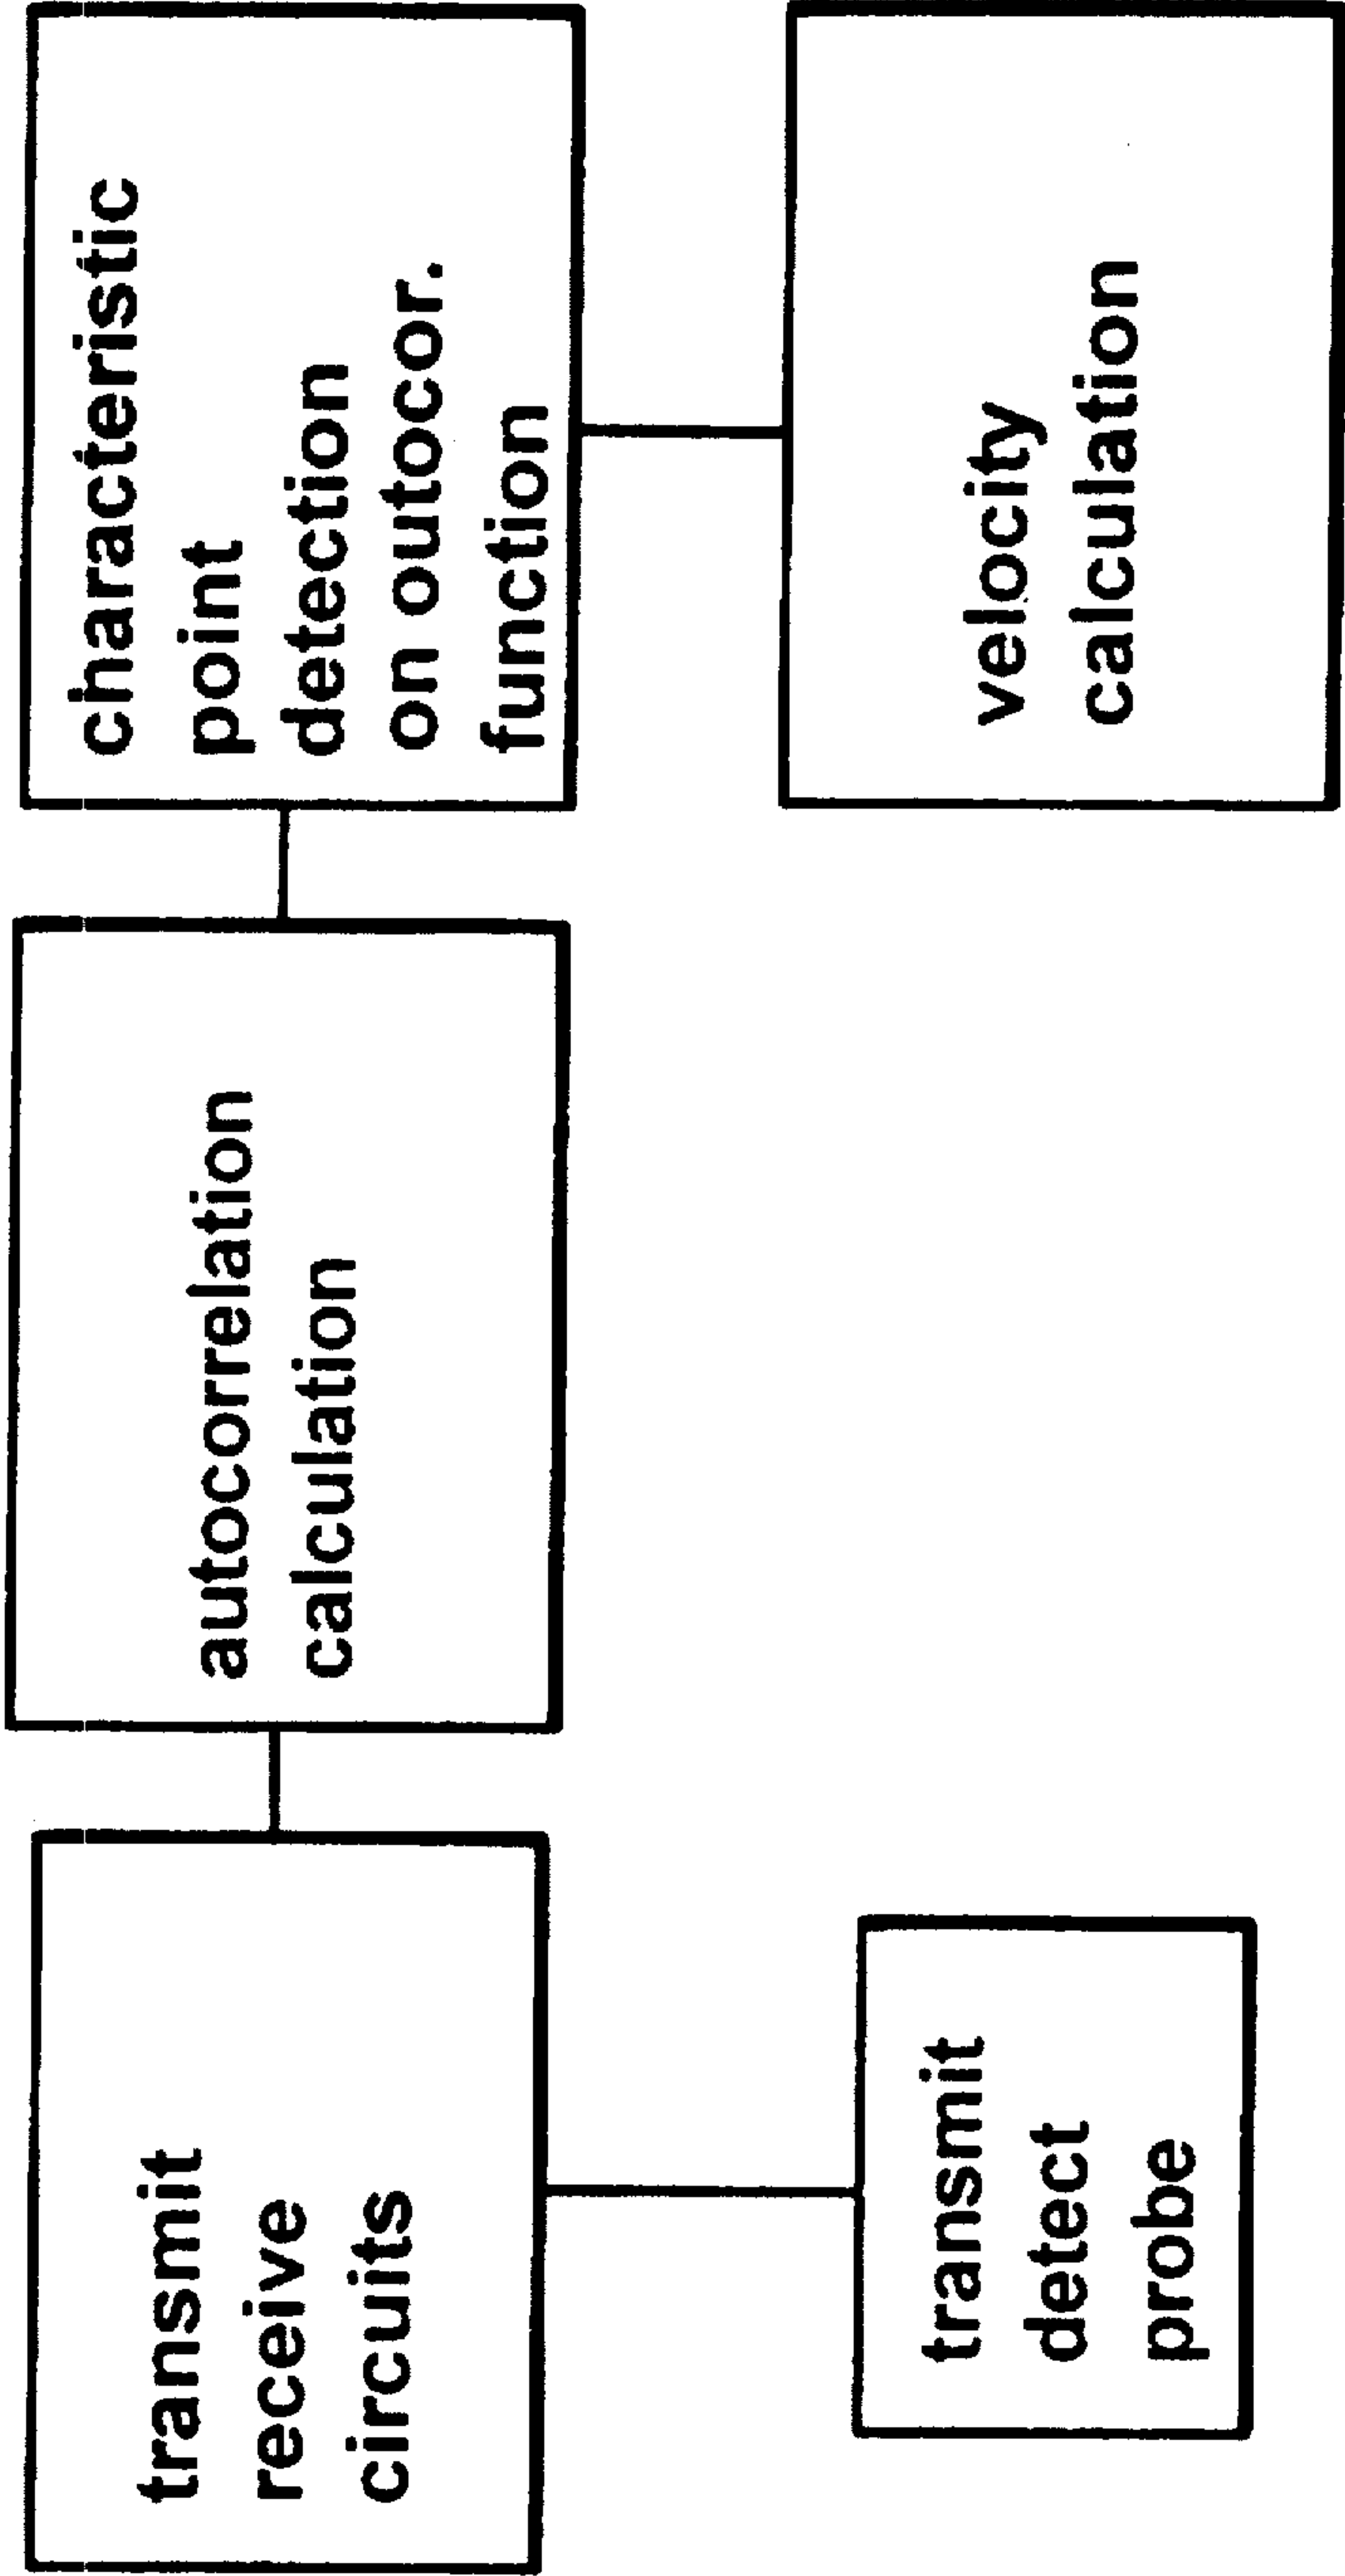 transmit
receive
circuits
autocorrelation
calculation
characteristic
point
detection
on outocor.
function
transmit
detect
probe
velocity
calculation